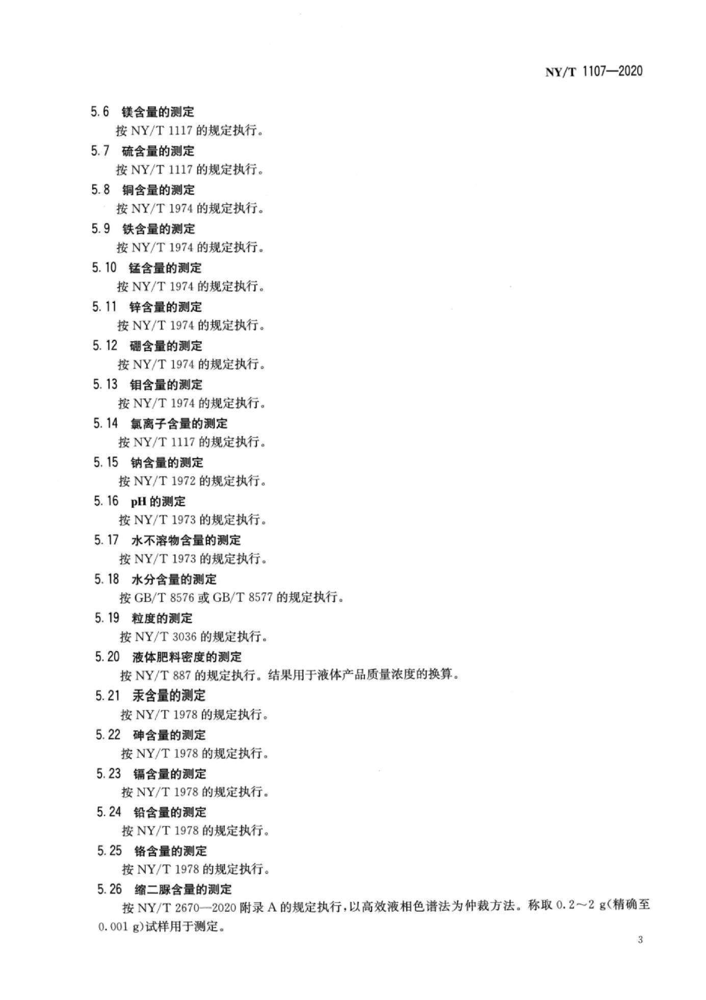 NY/T 1107—2020
5.6 镁含量的测定
按 NY/T 1117 的规定执行。
5.7 硫含量的测定
按 NY/T 1117 的规定执行。
5.8 铜含量的测定
按 NY/T 1974 的规定执行。
5.9 铁含量的测定
按 NY/T 1974 的规定执行。
5.10 锰含量的测定
按 NY/T 1974 的规定执行。
5.11 锌含量的测定
按 NY/T 1974 的规定执行。
5.12 硼含量的测定
按 NY/T 1974 的规定执行。
5.13 钼含量的测定
按 NY/T 1974 的规定执行。
5.14 氯离子含量的测定
按 NY/T 1117 的规定执行。
5.15 钠含量的测定
按 NY/T 1972 的规定执行。
5.16 pH 的测定
按 NY/T 1973 的规定执行。
5.17 水不溶物含量的测定
按 NY/T 1973 的规定执行。
5.18 水分含量的测定
按 GB/T 8576 或 GB/T 8577 的规定执行。
5.19 粒度的测定
按 NY/T 3036 的规定执行。
5.20 液体肥料密度的测定
按 NY/T 887 的规定执行。结果用于液体产品质量浓度的换算。
5.21 汞含量的测定
按 NY/T 1978 的规定执行。
5.22 砷含量的测定
按 NY/T 1978 的规定执行。
5.23 镉含量的测定
按 NY/T 1978 的规定执行。
5.24 铅含量的测定
按 NY/T 1978 的规定执行。
5.25 铬含量的测定
按 NY/T 1978 的规定执行。
5.26 缩二脲含量的测定
按 NY/T 2670—2020 附录 A 的规定执行,以高效液相色谱法为仲裁方法。称取 0.2～2 g(精确至
0.001 g)试样用于测定。
3